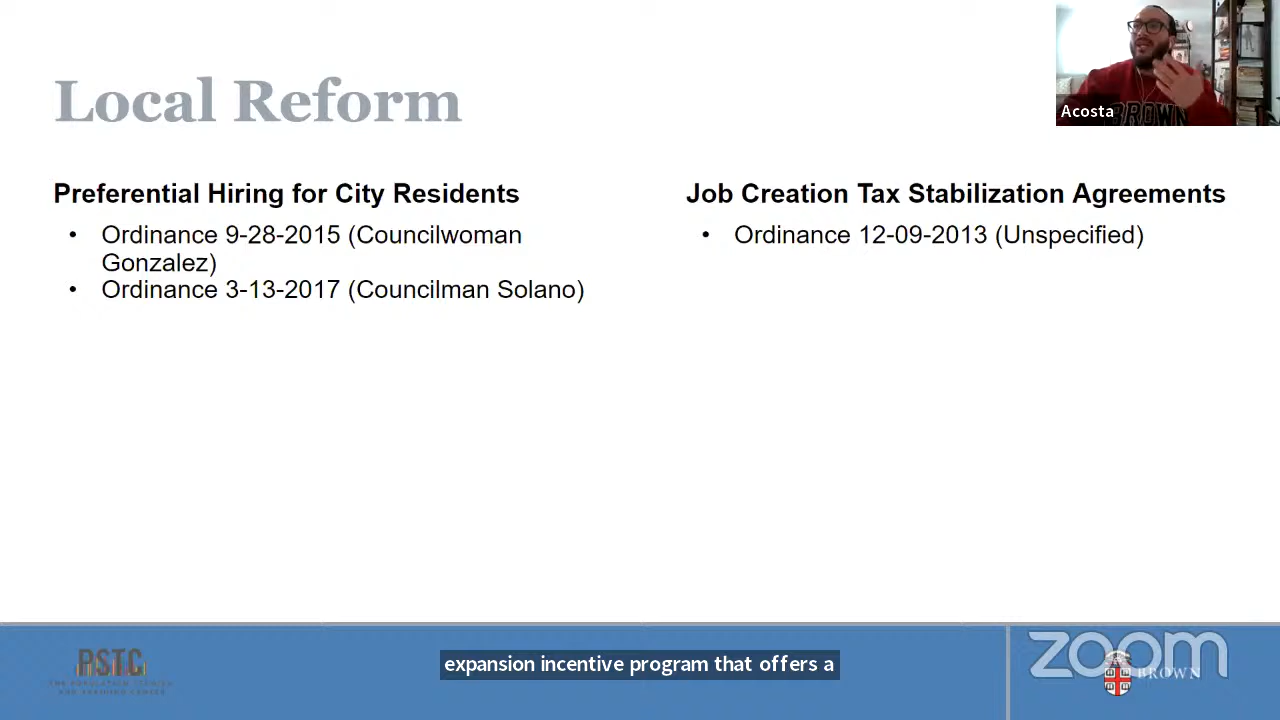 Local Reform
Acosta
BROWN
Preferential Hiring for City Residents
• Ordinance 9-28-2015 (Councilwoman
Gonzalez)
• Ordinance 3-13-2017 (Councilman Solano)
Job Creation Tax Stabilization Agreements
• Ordinance 12-09-2013 (Unspecified)
PSTC
expansion incentive program that offers a
zoom
BROWN